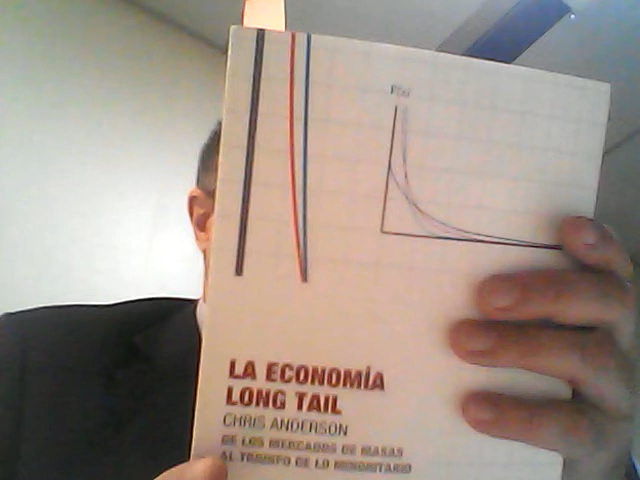 P(x)
LA ECONOMÍA
LONG TAIL
CHRIS ANDERSON
DE LOS MERCADOS DE MASAS
AL TRIUNFO DE LO MINORITARIO